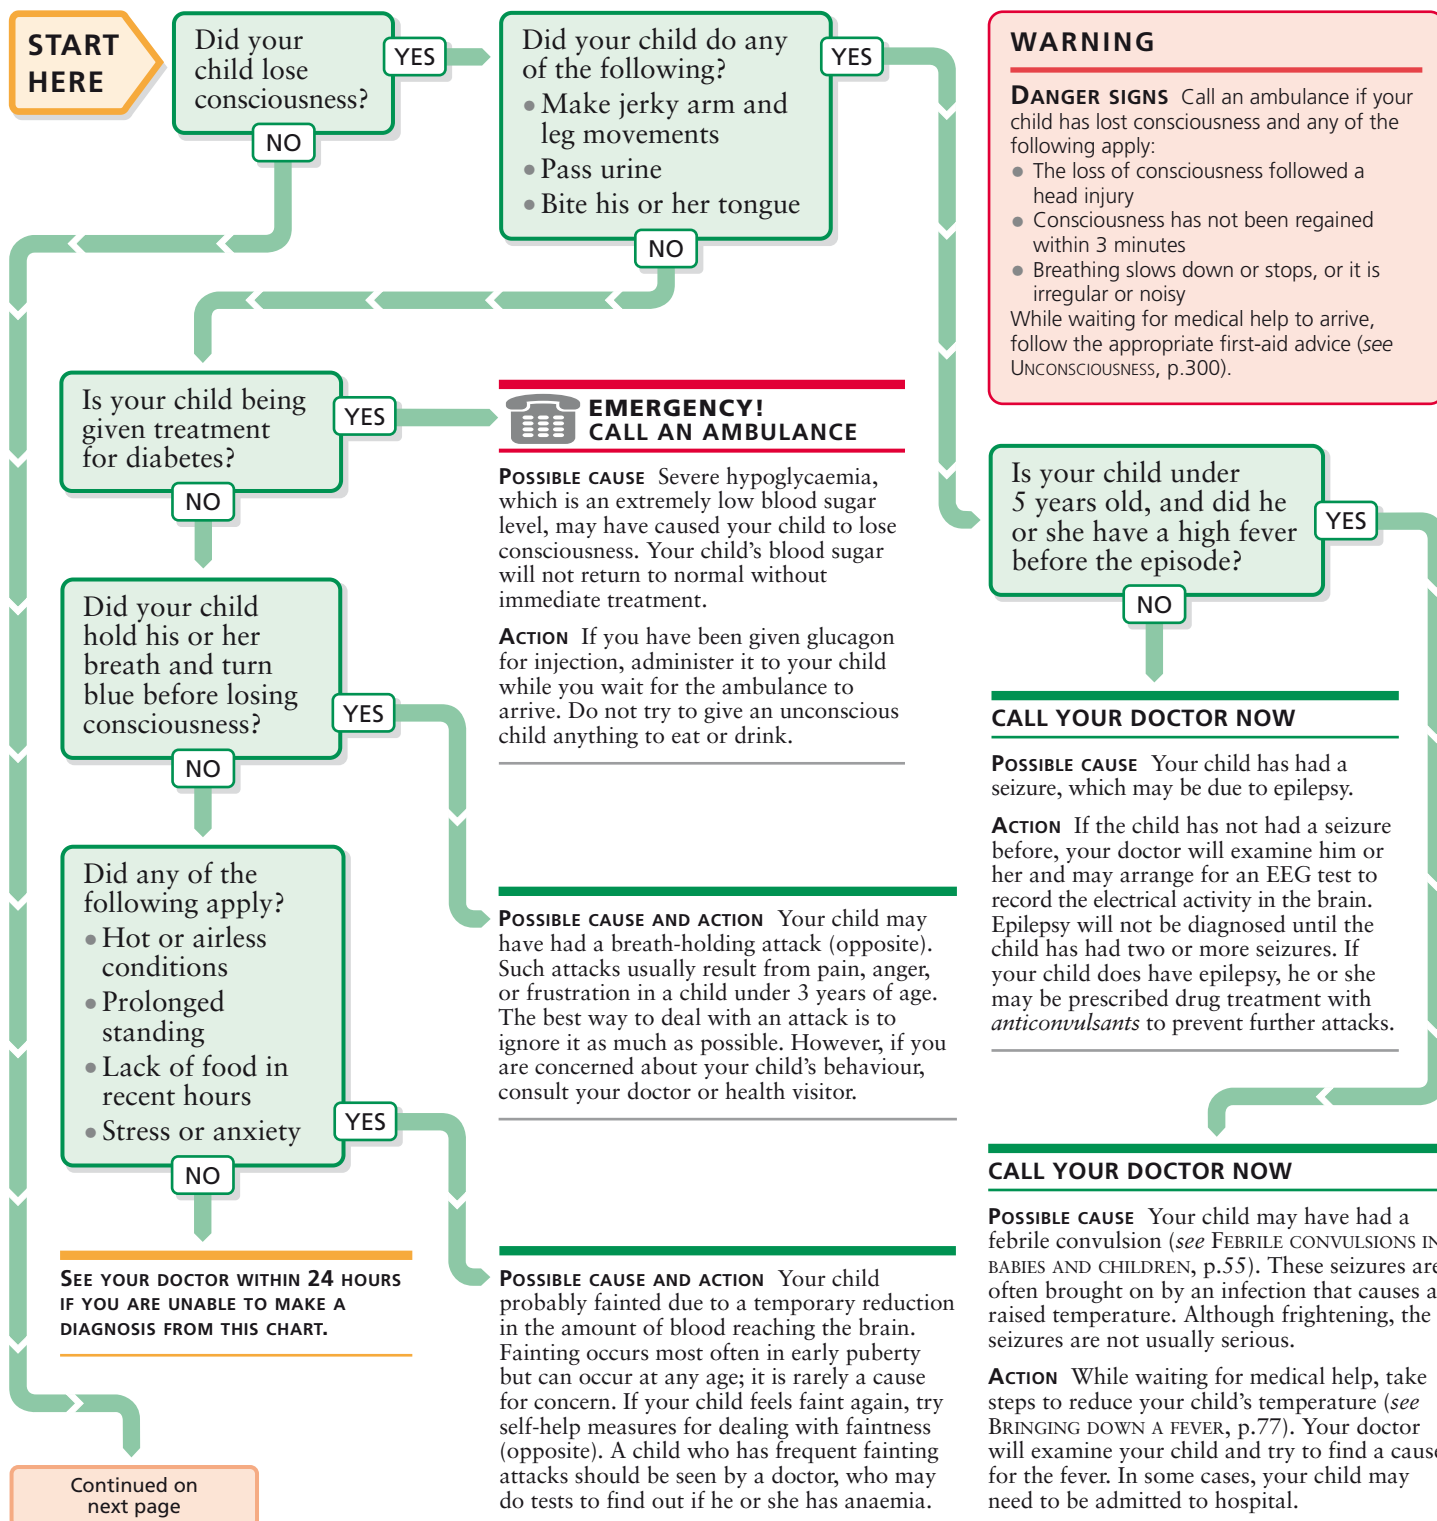 START
HERE
Did your
child lose
consciousness?
YES
NO
Did your child do any
of the following?
• Make jerky arm and
leg movements
• Pass urine
• Bite his or her tongue
YES
NO
WARNING
DANGER SIGNS Call an ambulance if your
child has lost consciousness and any of the
following apply:
• The loss of consciousness followed a
head injury
• Consciousness has not been regained
within 3 minutes
• Breathing slows down or stops, or it is
irregular or noisy
While waiting for medical help to arrive,
follow the appropriate first-aid advice (see
UNCONSCIOUSNESS, p.300).
Is your child being
given treatment
for diabetes?
YES
NO
EMERGENCY!
CALL AN AMBULANCE
POSSIBLE CAUSE Severe hypoglycaemia,
which is an extremely low blood sugar
level, may have caused your child to lose
consciousness. Your child's blood sugar
will not return to normal without
immediate treatment.
ACTION If you have been given glucagon
for injection, administer it to your child
while you wait for the ambulance to
arrive. Do not try to give an unconscious
child anything to eat or drink.
Is your child under
5 years old, and did he
or she have a high fever
before the episode?
YES
NO
Did your child
hold his or her
breath and turn
blue before losing
consciousness?
YES
NO
CALL YOUR DOCTOR NOW
POSSIBLE CAUSE Your child has had a
seizure, which may be due to epilepsy.
ACTION If the child has not had a seizure
before, your doctor will examine him or
her and may arrange for an EEG test to
record the electrical activity in the brain.
Epilepsy will not be diagnosed until the
child has had two or more seizures. If
your child does have epilepsy, he or she
may be prescribed drug treatment with
anticonvulsants to prevent further attacks.
Did any of the
following apply?
• Hot or airless
conditions
• Prolonged
standing
• Lack of food in
recent hours
• Stress or anxiety
YES
NO
POSSIBLE CAUSE AND ACTION Your child may
have had a breath-holding attack (opposite).
Such attacks usually result from pain, anger,
or frustration in a child under 3 years of age.
The best way to deal with an attack is to
ignore it as much as possible. However, if you
are concerned about your child's behaviour,
consult your doctor or health visitor.
CALL YOUR DOCTOR NOW
POSSIBLE CAUSE Your child may have had a
febrile convulsion (see FEBRILE CONVULSIONS IN
BABIES AND CHILDREN, p.55). These seizures are
often brought on by an infection that causes a
raised temperature. Although frightening, the
seizures are not usually serious.
ACTION While waiting for medical help, take
steps to reduce your child's temperature (see
BRINGING DOWN A FEVER, p.77). Your doctor
will examine your child and try to find a cause
for the fever. In some cases, your child may
need to be admitted to hospital.
SEE YOUR DOCTOR WITHIN 24 HOURS
IF YOU ARE UNABLE TO MAKE A
DIAGNOSIS FROM THIS CHART.
POSSIBLE CAUSE AND ACTION Your child
probably fainted due to a temporary reduction
in the amount of blood reaching the brain.
Fainting occurs most often in early puberty
but can occur at any age; it is rarely a cause
for concern. If your child feels faint again, try
self-help measures for dealing with faintness
(opposite). A child who has frequent fainting
attacks should be seen by a doctor, who may
do tests to find out if he or she has anaemia.
Continued on
next page